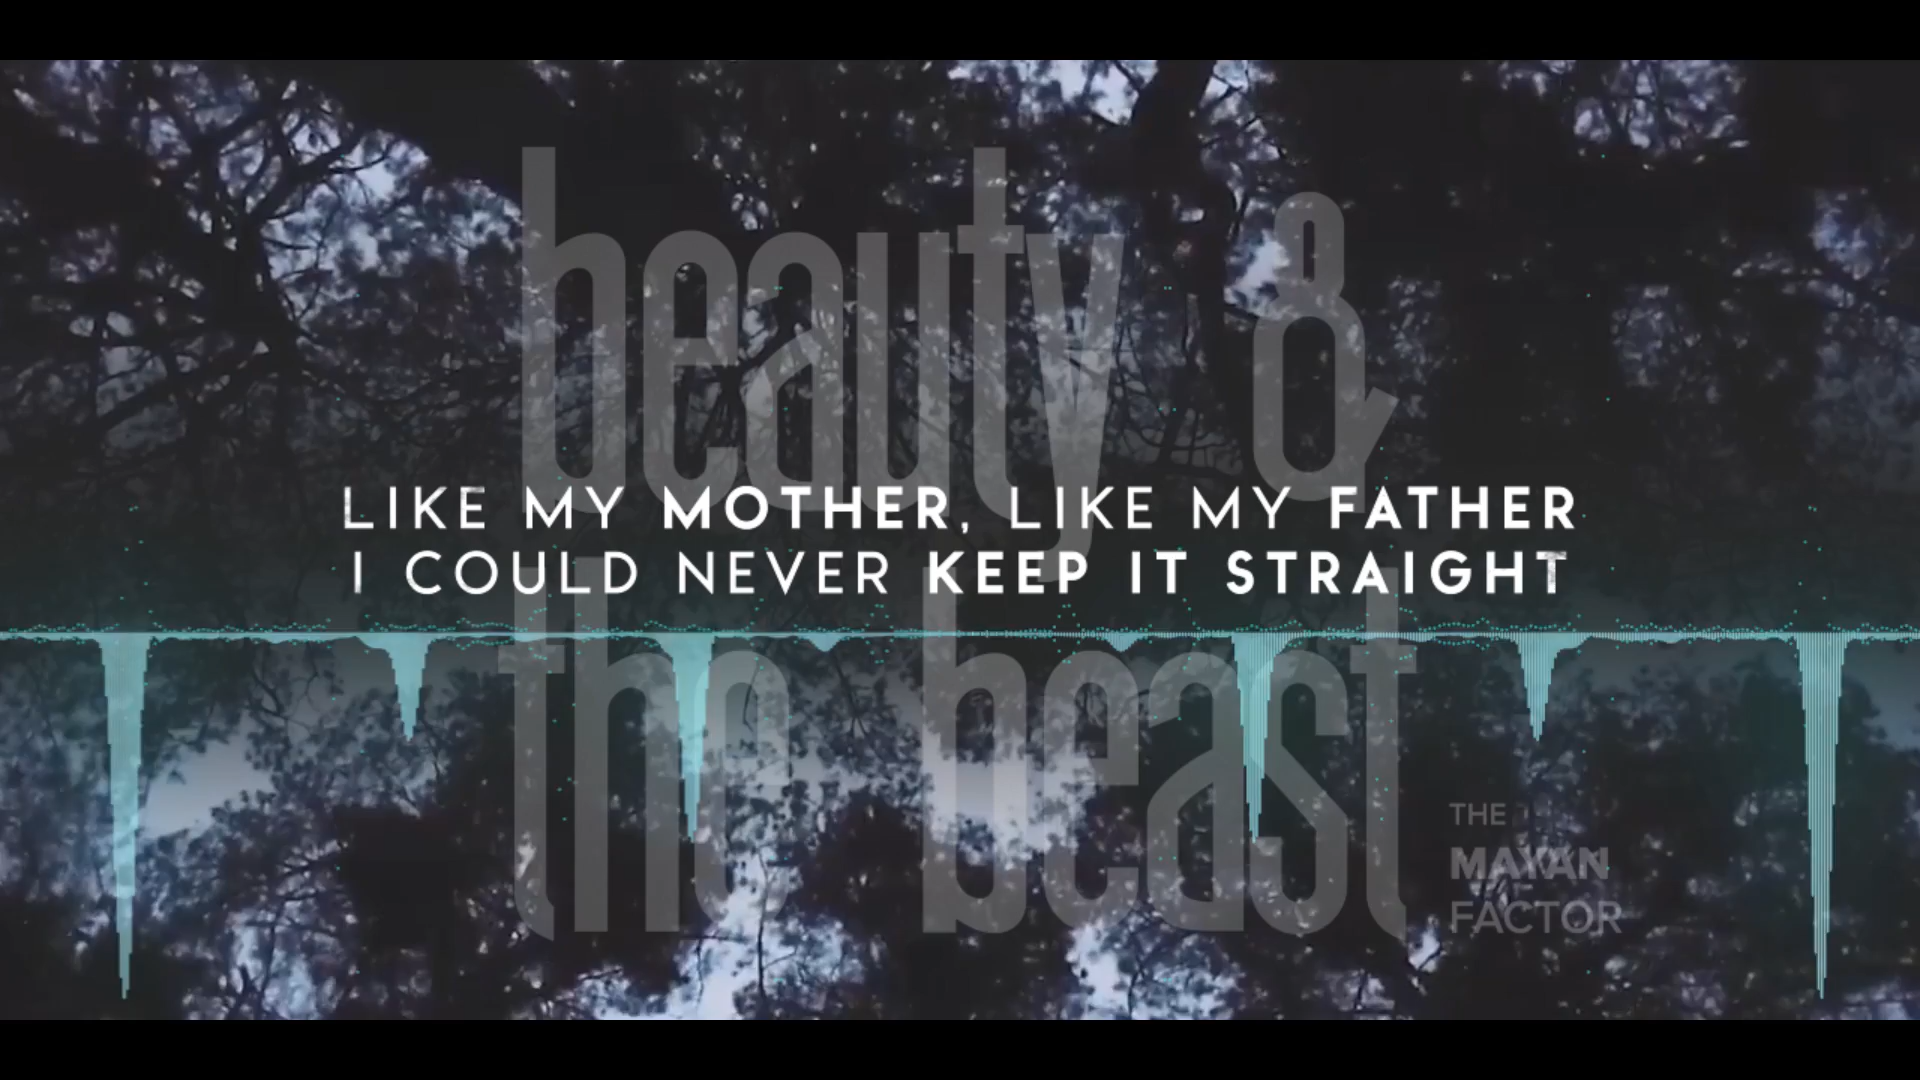 beauty &
LIKE MY MOTHER, LIKE MY FATHER
I COULD NEVER KEEP IT STRAIGHT
the beast
THE
MAYAN
FACTOR